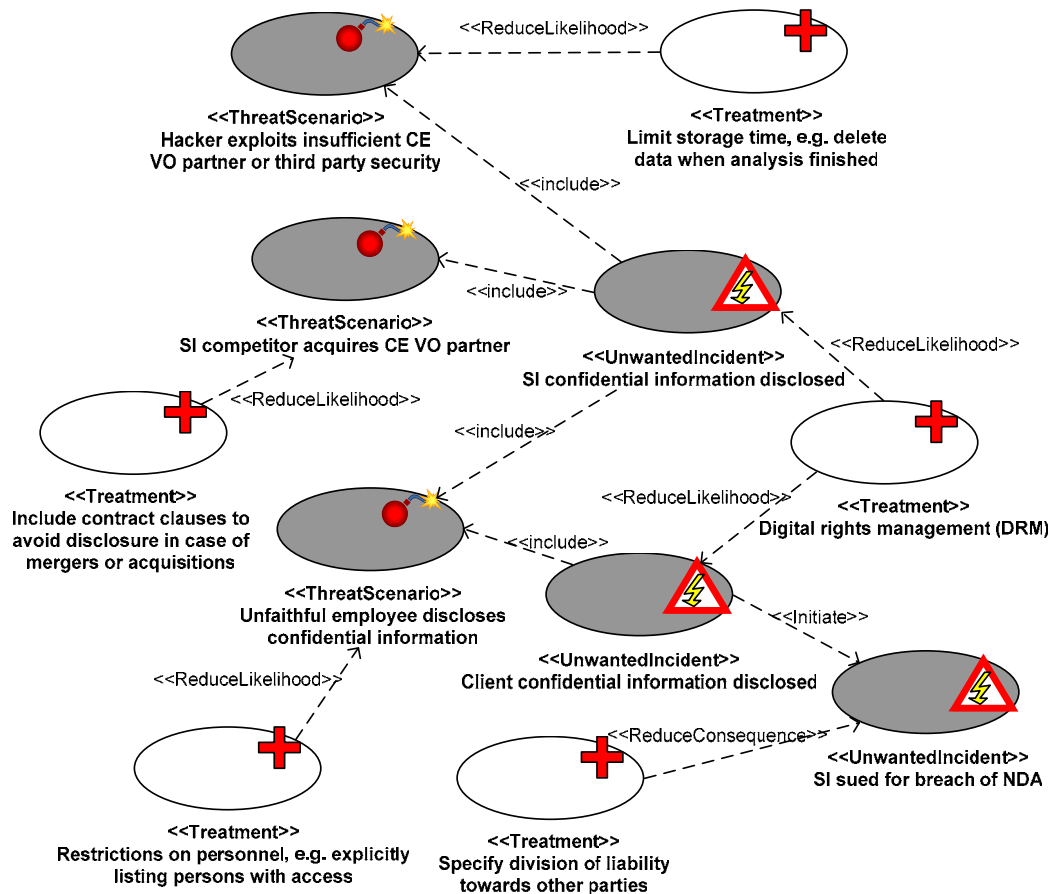 <<ReduceLikelihood>>
<<ThreatScenario>>
Hacker exploits insufficient CE
VO partner or third party security
<<Treatment>>
Limit storage time, e.g. delete
data when analysis finished
<<include>>
<<include>>
<<ThreatScenario>>
SI competitor acquires CE VO partner
<<UnwantedIncident>>
SI confidential information disclosed
<<ReduceLikelihood>>
<<ReduceLikelihood>>
<<include>>
<<Treatment>>
Include contract clauses to
avoid disclosure in case of
mergers or acquisitions
<<ReduceLikelihood>>
<<Treatment>>
Digital rights management (DRM)
<<include>>
<<ThreatScenario>>
Unfaithful employee discloses
confidential information
<<Initiate>>
<<UnwantedIncident>>
Client confidential information disclosed
<<ReduceLikelihood>>
<<ReduceConsequence>>
<<UnwantedIncident>>
SI sued for breach of NDA
<<Treatment>>
Restrictions on personnel, e.g. explicitly
listing persons with access
<<Treatment>>
Specify division of liability
towards other parties